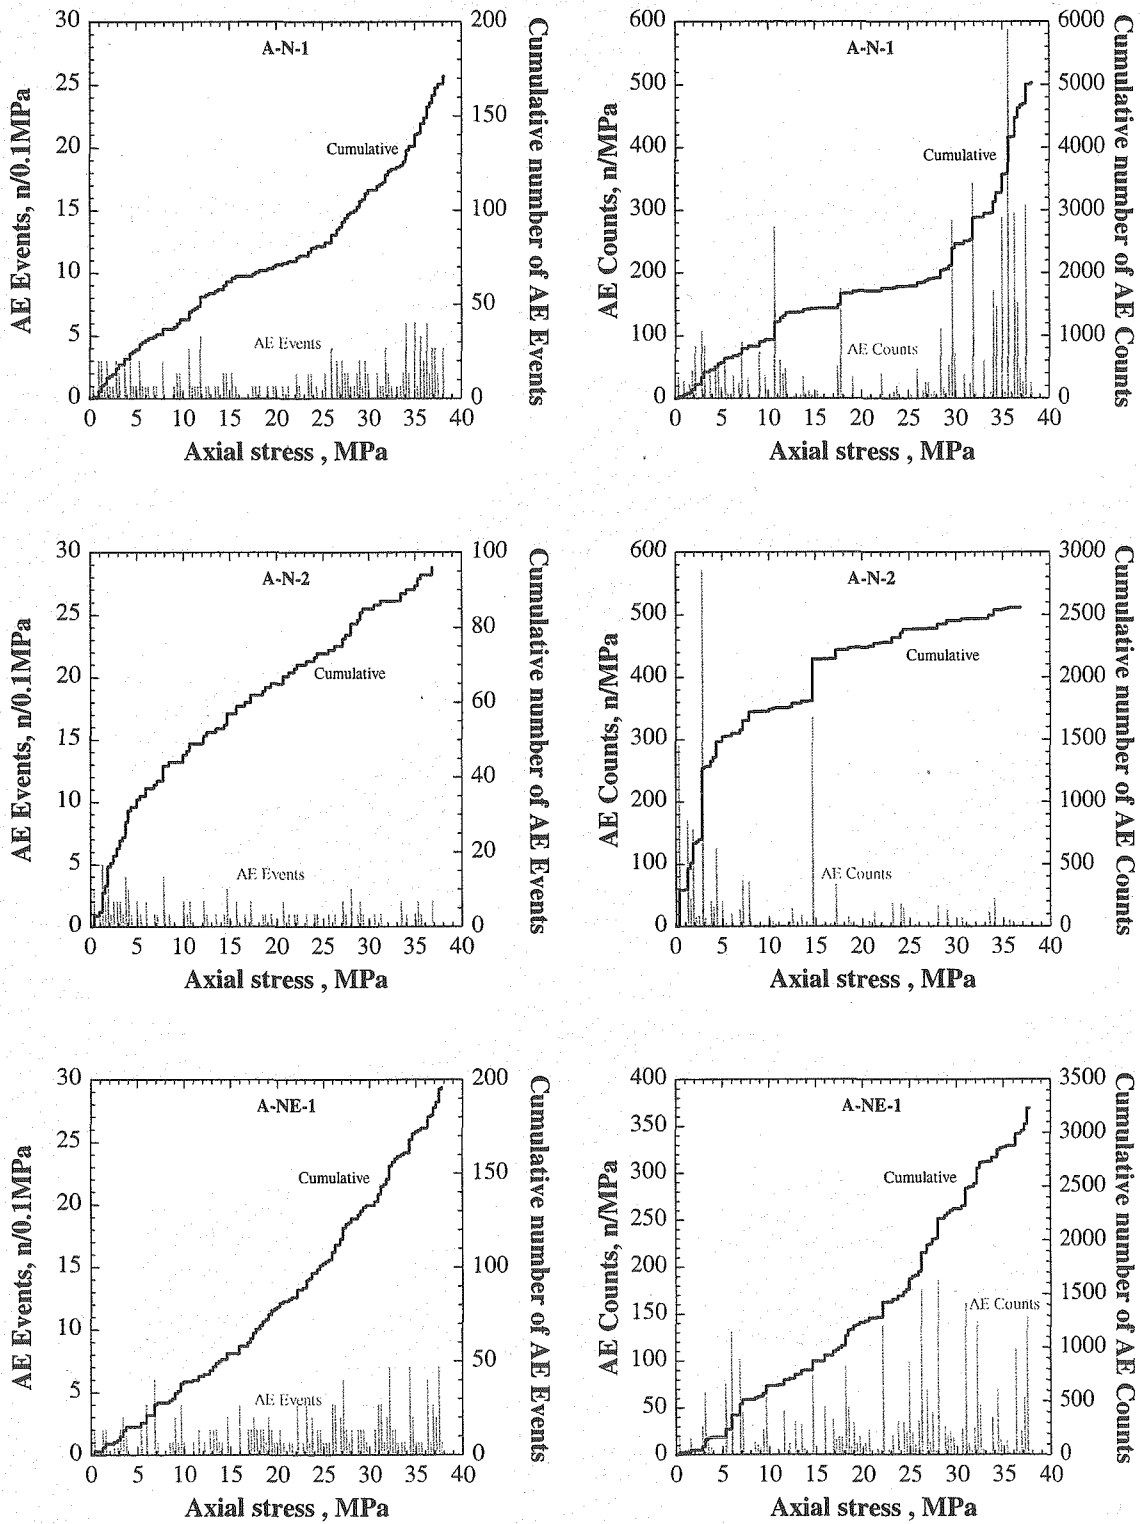 A-N-1
30
25
20
15
10
5
0
AE Events, n/0.1MPa
200
150
100
50
0
Cumulative number of AE Events
Cumulative
AE Events
0 5 10 15 20 25 30 35 40
Axial stress , MPa
A-N-1
600
500
400
300
200
100
0
AE Counts, n/MPa
6000
5000
4000
3000
2000
1000
0
Cumulative number of AE Counts
Cumulative
AE Counts
0 5 10 15 20 25 30 35 40
Axial stress , MPa
A-N-2
30
25
20
15
10
5
0
AE Events, n/0.1MPa
100
80
60
40
20
0
Cumulative number of AE Events
Cumulative
AE Events
0 5 10 15 20 25 30 35 40
Axial stress , MPa
A-N-2
600
500
400
300
200
100
0
AE Counts, n/MPa
3000
2500
2000
1500
1000
500
0
Cumulative number of AE Counts
Cumulative
AE Counts
0 5 10 15 20 25 30 35 40
Axial stress , MPa
A-NE-1
30
25
20
15
10
5
0
AE Events, n/0.1MPa
200
150
100
50
0
Cumulative number of AE Events
Cumulative
AE Events
0 5 10 15 20 25 30 35 40
Axial stress , MPa
A-NE-1
400
350
300
250
200
150
100
50
0
AE Counts, n/MPa
3500
3000
2500
2000
1500
1000
500
0
Cumulative number of AE Counts
Cumulative
AE Counts
0 5 10 15 20 25 30 35 40
Axial stress , MPa